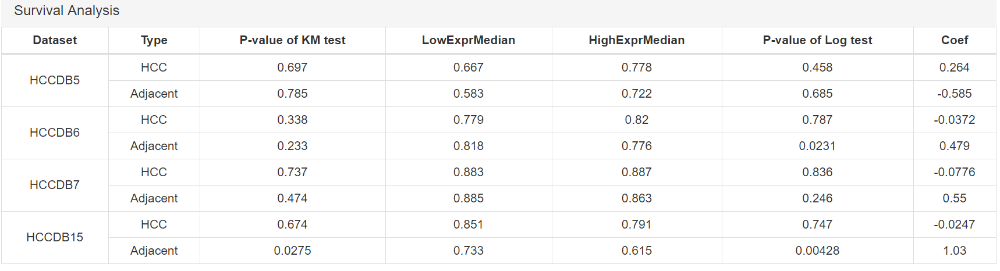 Survival Analysis
Dataset Type P-value of KM test LowExprMedian HighExprMedian P-value of Log test Coef
HCCDB5 HCC 0.697 0.667 0.778 0.458 0.264
Adjacent 0.785 0.583 0.722 0.685 -0.585
HCCDB6 HCC 0.338 0.779 0.82 0.787 -0.0372
Adjacent 0.233 0.818 0.776 0.0231 0.479
HCCDB7 HCC 0.737 0.883 0.887 0.836 -0.0776
Adjacent 0.474 0.885 0.863 0.246 0.55
HCCDB15 HCC 0.674 0.851 0.791 0.747 -0.0247
Adjacent 0.0275 0.733 0.615 0.00428 1.03